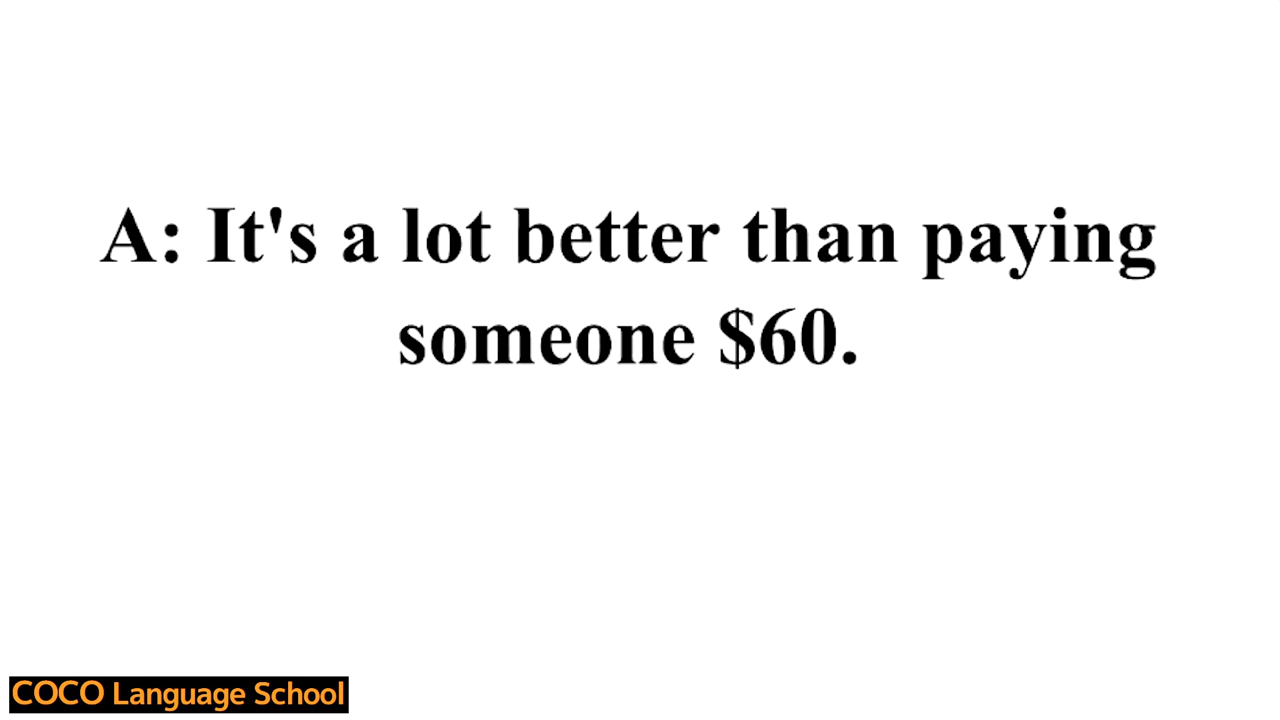 A: It's a lot better than paying
someone $60.
COCO Language School